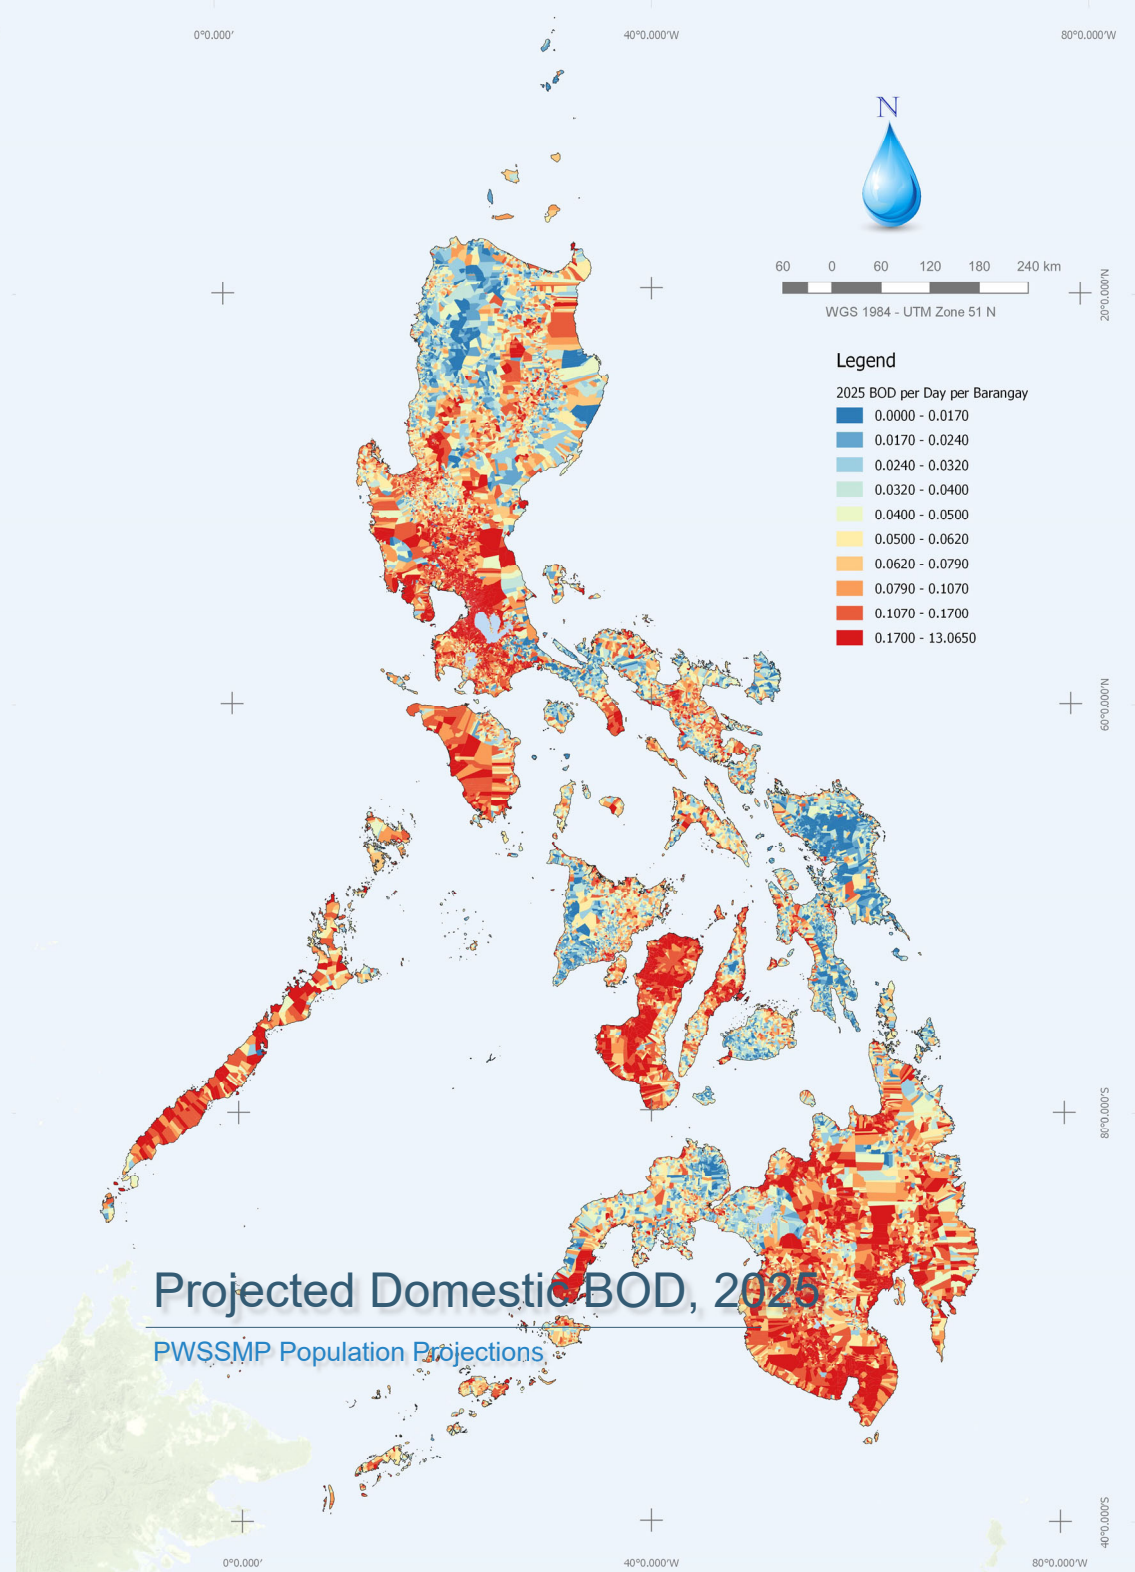 0°0.000'
40°0.000'W
80°0.000'W
N
60 0 60 120 180 240 km
WGS 1984 - UTM Zone 51 N
20°0.000'N
Legend
2025 BOD per Day per Barangay
0.0000 - 0.0170
0.0170 - 0.0240
0.0240 - 0.0320
0.0320 - 0.0400
0.0400 - 0.0500
0.0500 - 0.0620
0.0620 - 0.0790
0.0790 - 0.1070
0.1070 - 0.1700
0.1700 - 13.0650
60°0.000'N
80°0.000'S
Projected Domestic BOD, 2025
PWSSMP Population Projections
40°0.000'S
0°0.000'
40°0.000'W
80°0.000'W